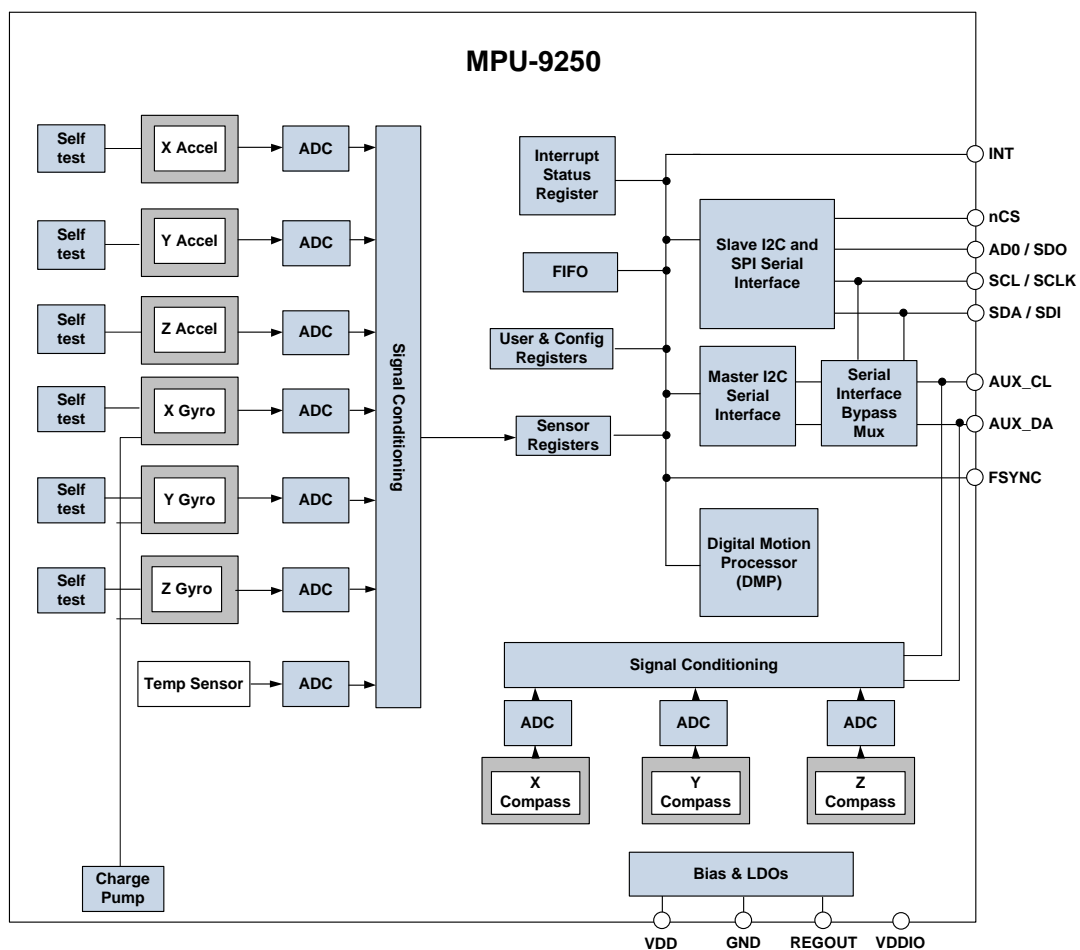 MPU-9250
Self
test
X Accel
ADC
Self
test
Y Accel
ADC
Self
test
Z Accel
ADC
Self
test
X Gyro
ADC
Self
test
Y Gyro
ADC
Self
test
Z Gyro
ADC
Temp Sensor
ADC
Signal Conditioning
Charge
Pump
Interrupt
Status
Register
FIFO
User & Config
Registers
Sensor
Registers
Slave I2C and
SPI Serial
Interface
Master I2C
Serial
Interface
Serial
Interface
Bypass
Mux
Digital Motion
Processor
(DMP)
INT
nCS
AD0 / SDO
SCL / SCLK
SDA / SDI
AUX_CL
AUX_DA
FSYNC
Signal Conditioning
ADC
ADC
ADC
X
Compass
Y
Compass
Z
Compass
Bias & LDOs
VDD
GND
REGOUT
VDDIO